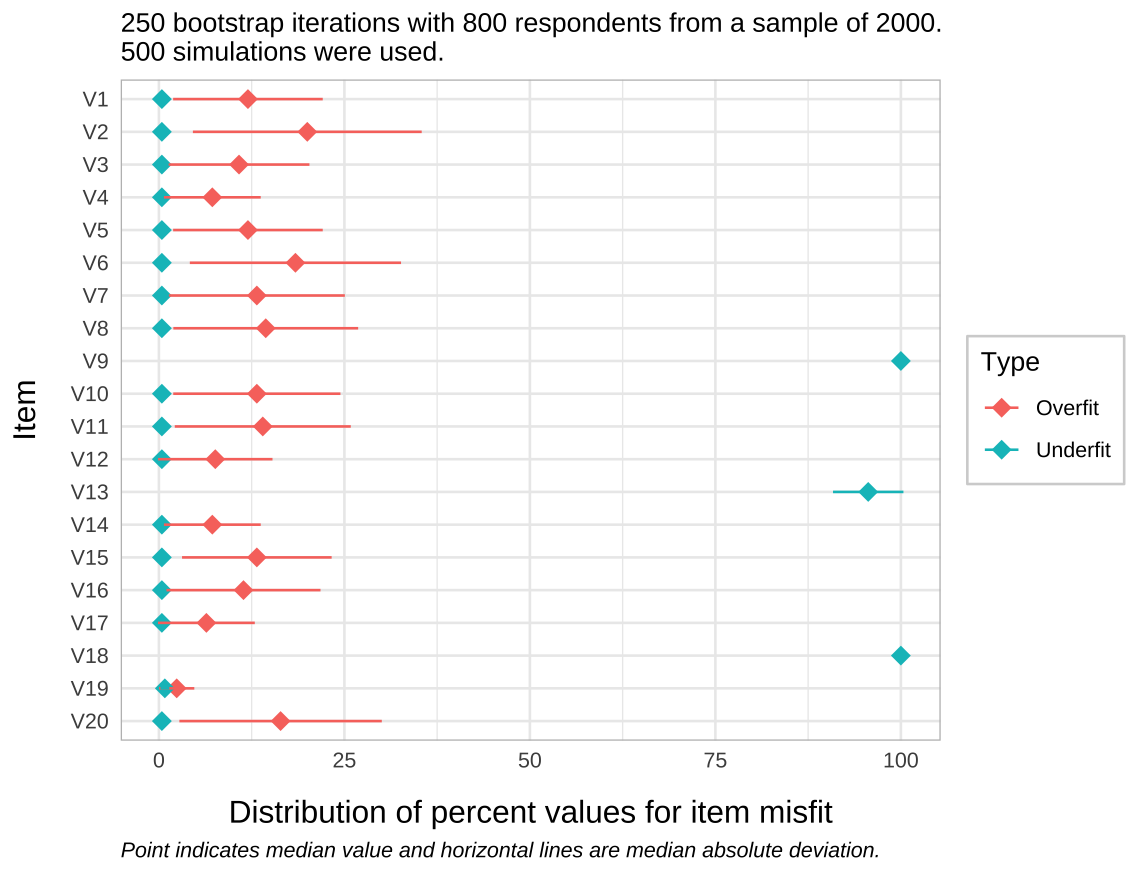 250 bootstrap iterations with 800 respondents from a sample of 2000.
500 simulations were used.
V1
V2
V3
V4
V5
V6
V7
V8
V9
V10
V11
V12
V13
V14
V15
V16
V17
V18
V19
V20
Item
0 25 50 75 100
Distribution of percent values for item misfit
Point indicates median value and horizontal lines are median absolute deviation.
Type
Overfit
Underfit